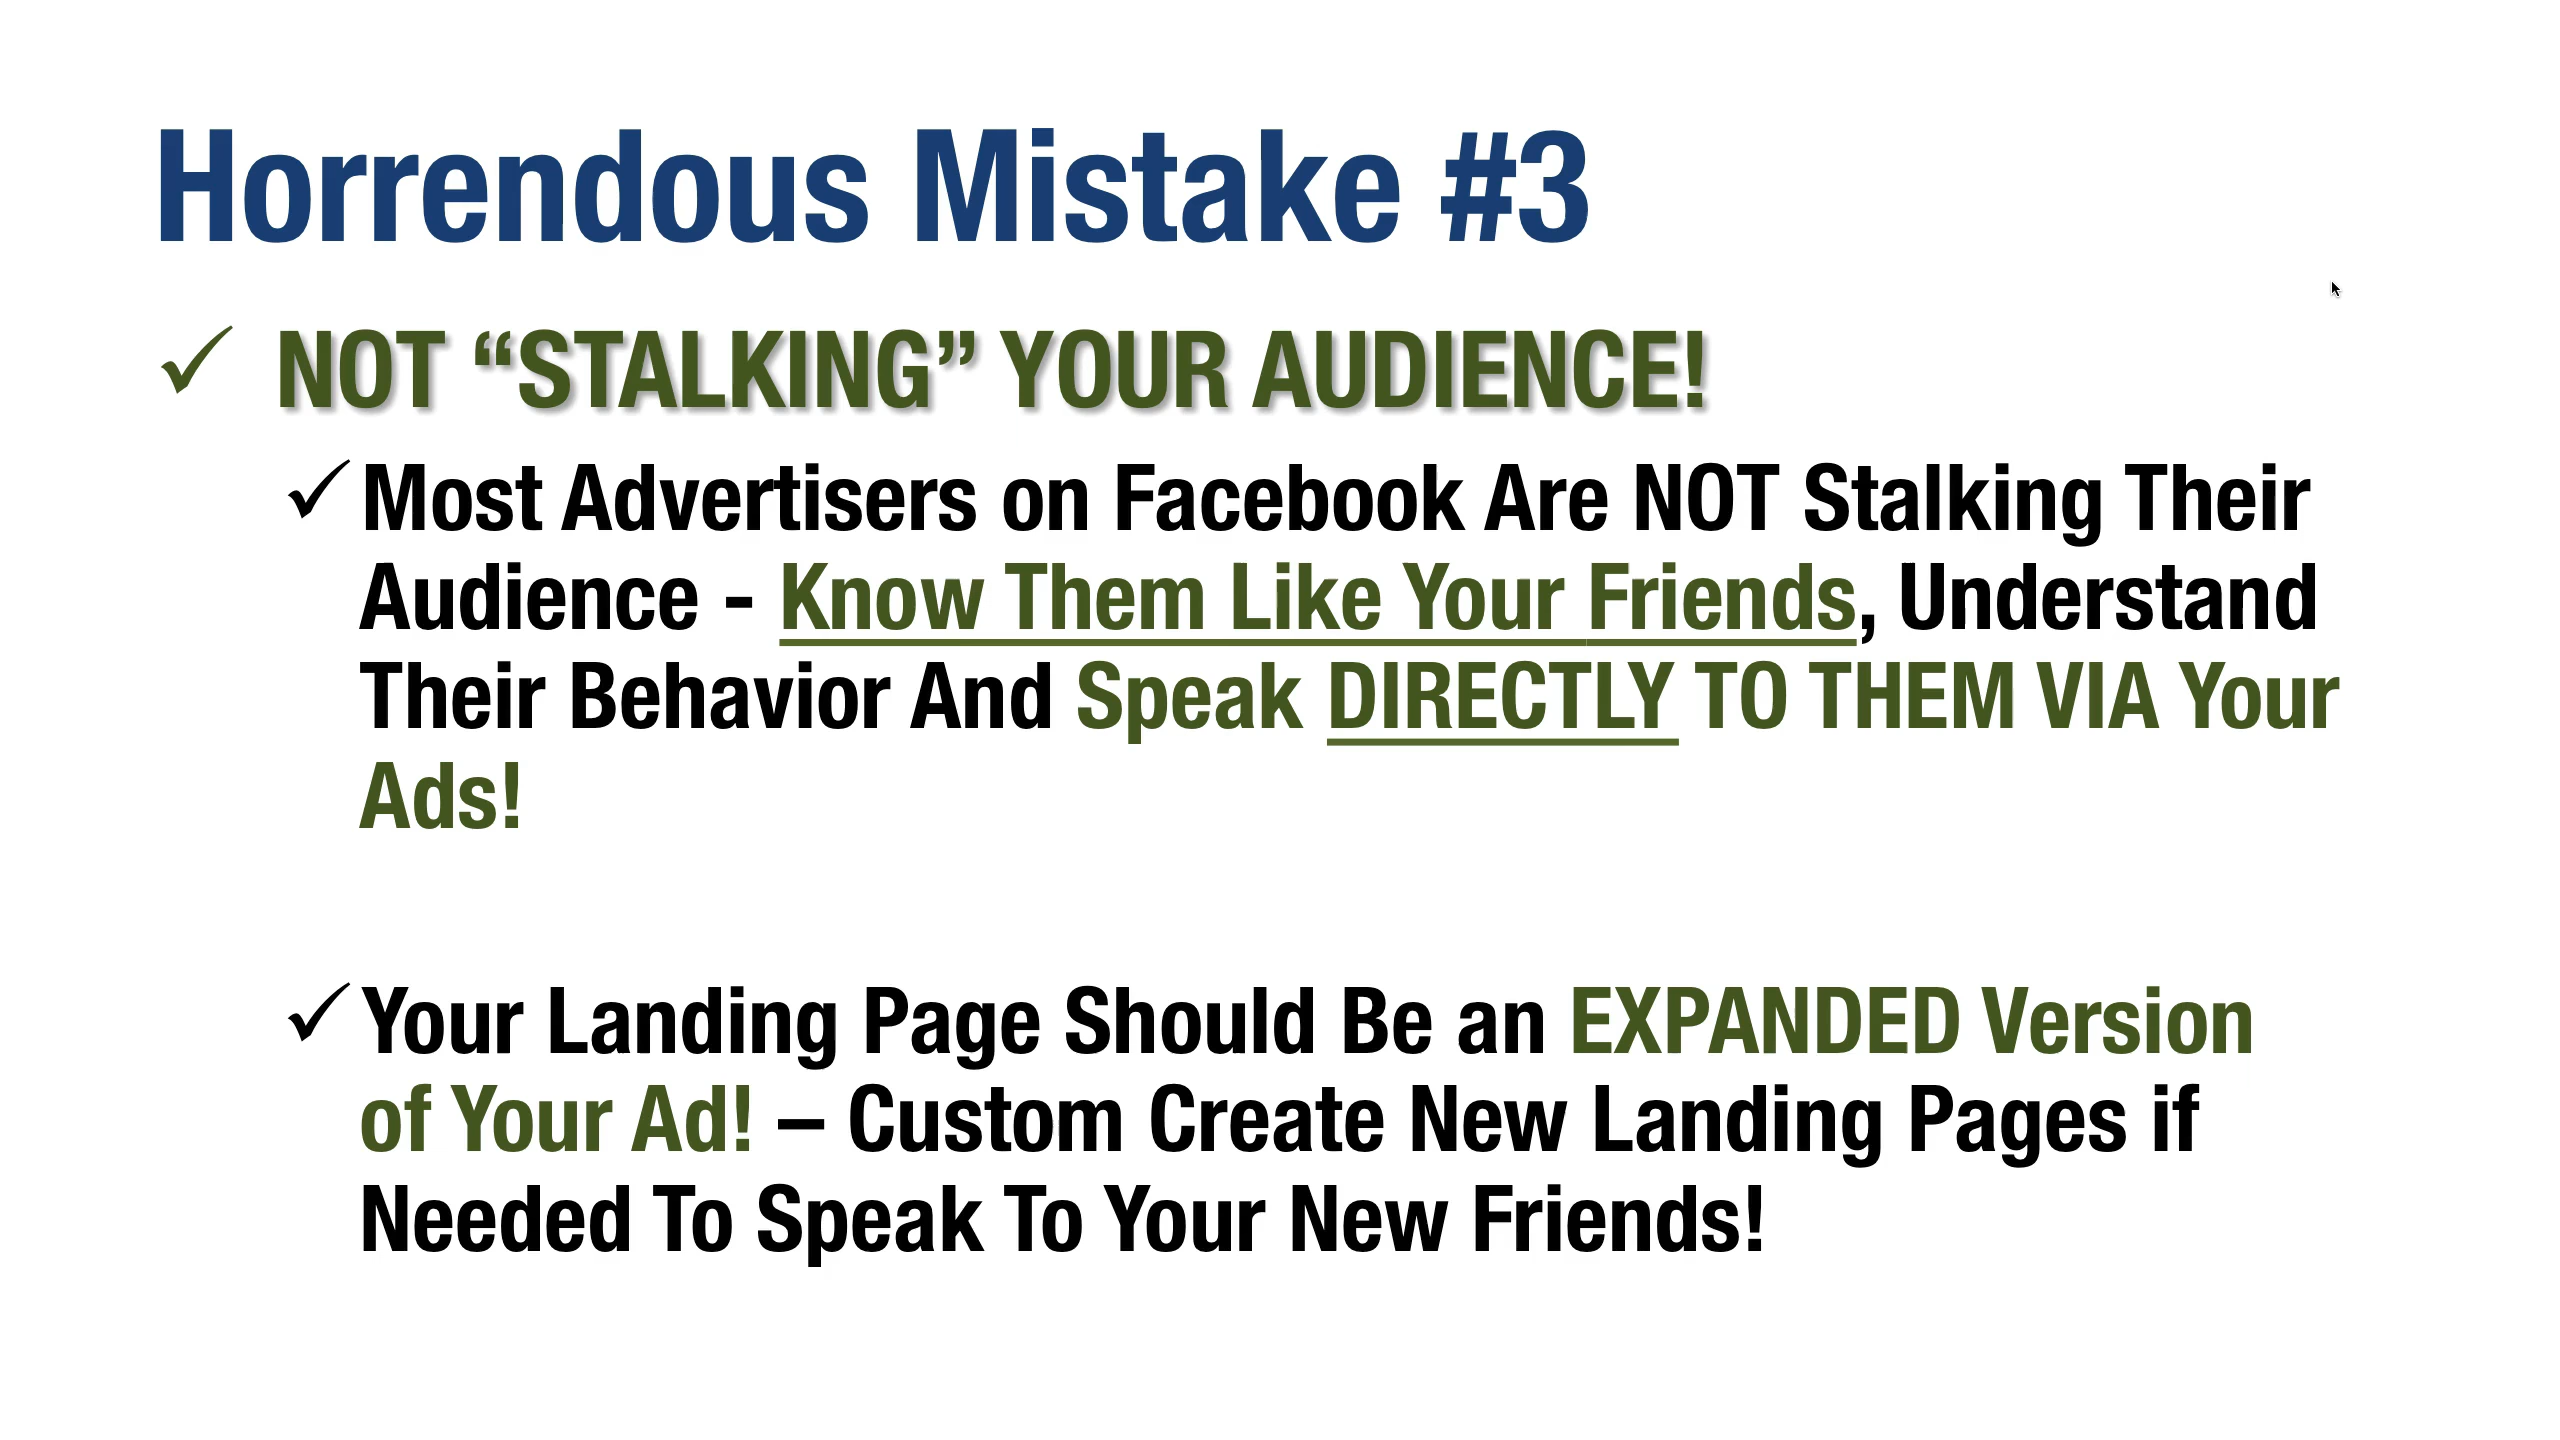 Horrendous Mistake #3
✓ NOT “STALKING” YOUR AUDIENCE!
✓ Most Advertisers on Facebook Are NOT Stalking Their
Audience - Know Them Like Your Friends, Understand
Their Behavior And Speak DIRECTLY TO THEM VIA Your
Ads!
✓ Your Landing Page Should Be an EXPANDED Version
of Your Ad! – Custom Create New Landing Pages if
Needed To Speak To Your New Friends!